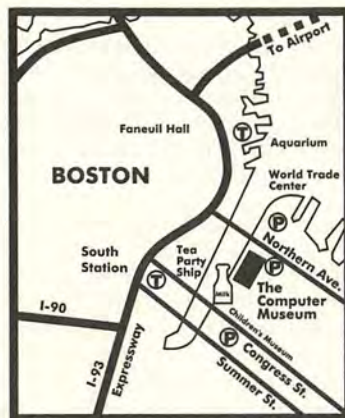 To Airport
Faneuil Hall
T
Aquarium
BOSTON
World Trade
Center
P
Northern Ave.
South
Station
Tea
Party
Ship
T
P
MILK
The
Computer
Museum
Children's Museum
I-90
P
Congress St.
I-93
Expressway
Summer St.